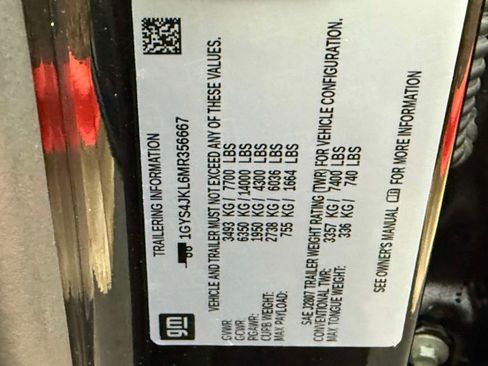 TRAILERING INFORMATION
1GYS4JKL6MR356667
VEHICLE AND TRAILER MUST NOT EXCEED ANY OF THESE VALUES.
GVWR: 3493 KG / 7700 LBS
GCWR: 6350 KG / 14000 LBS
RGAWR: 1950 KG / 4300 LBS
CURB WEIGHT: 2738 KG / 6036 LBS
MAX PAYLOAD: 755 KG / 1664 LBS
SAE J2807 TRAILER WEIGHT RATING (TWR) FOR VEHICLE CONFIGURATION.
CONVENTIONAL TWR: 3357 KG / 7400 LBS
MAX TONGUE WEIGHT: 336 KG / 740 LBS
SEE OWNER'S MANUAL FOR MORE INFORMATION
gm